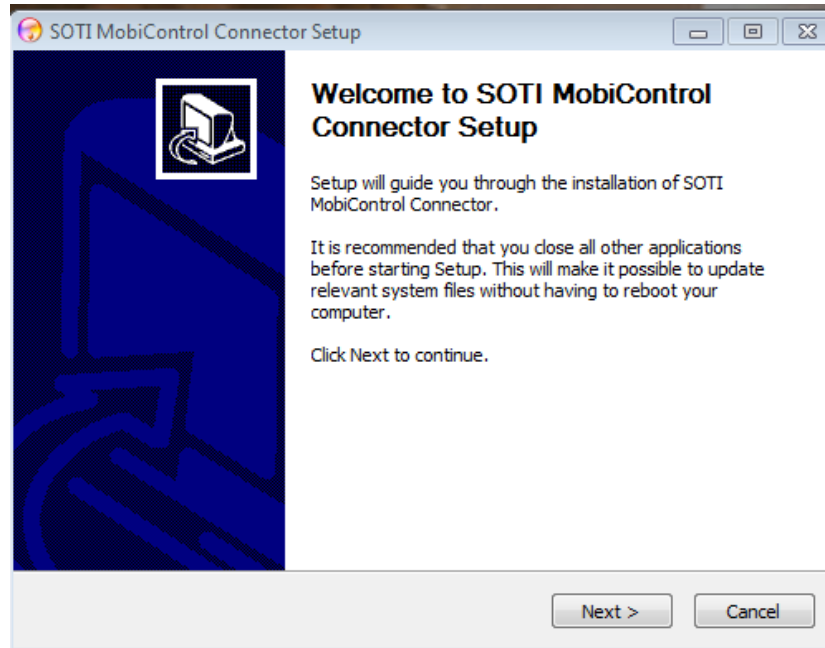 SOTI MobiControl Connector Setup
Welcome to SOTI MobiControl
Connector Setup
Setup will guide you through the installation of SOTI
MobiControl Connector.
It is recommended that you close all other applications
before starting Setup. This will make it possible to update
relevant system files without having to reboot your
computer.
Click Next to continue.
Next >
Cancel